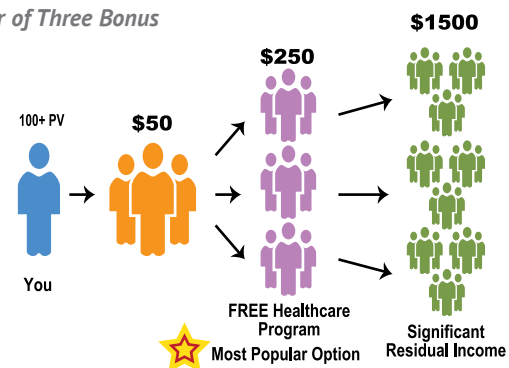 r of Three Bonus
$1500
$250
100+ PV
$50
You
FREE Healthcare
Program
Most Popular Option
Significant
Residual Income